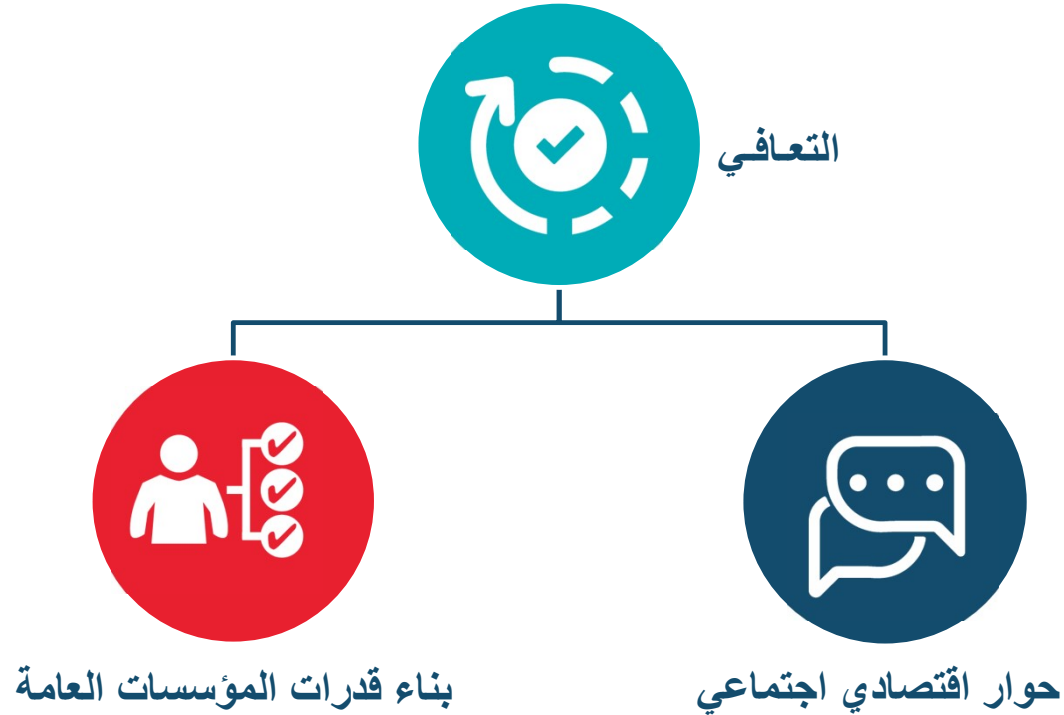 التعافي
حوار اقتصادي اجتماعي
بناء قدرات المؤسسات العامة